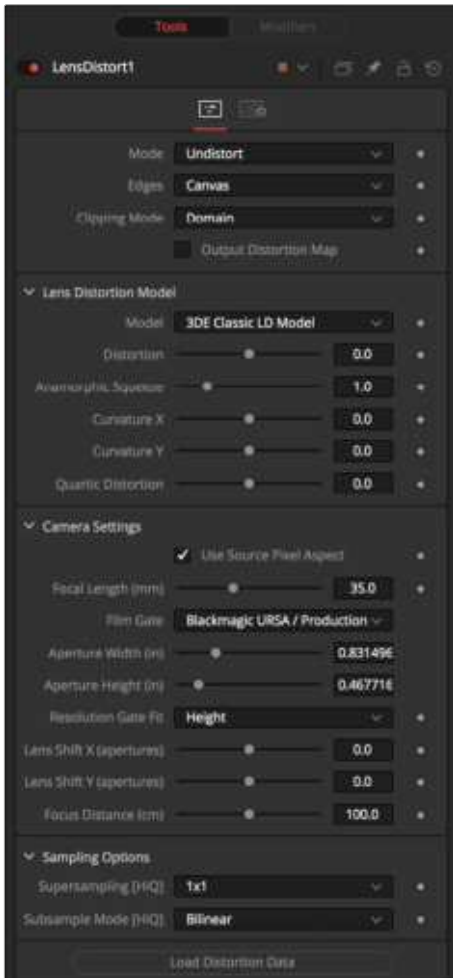 Tools Modifiers
LensDistort1
Mode Undistort
Edges Canvas
Clipping Mode Domain
Output Distortion Map
Lens Distortion Model
Model 3DE Classic LD Model
Distortion 0.0
Anamorphic Squeeze 1.0
Curvature X 0.0
Curvature Y 0.0
Quartic Distortion 0.0
Camera Settings
Use Source Pixel Aspect
Focal Length (mm) 35.0
Film Gate Blackmagic URSA / Production
Aperture Width (in) 0.831496
Aperture Height (in) 0.467716
Resolution Gate Fit Height
Lens Shift X (apertures) 0.0
Lens Shift Y (apertures) 0.0
Focus Distance (cm) 100.0
Sampling Options
Supersampling [HiQ] 1x1
Subsample Mode [HiQ] Bilinear
Load Distortion Data